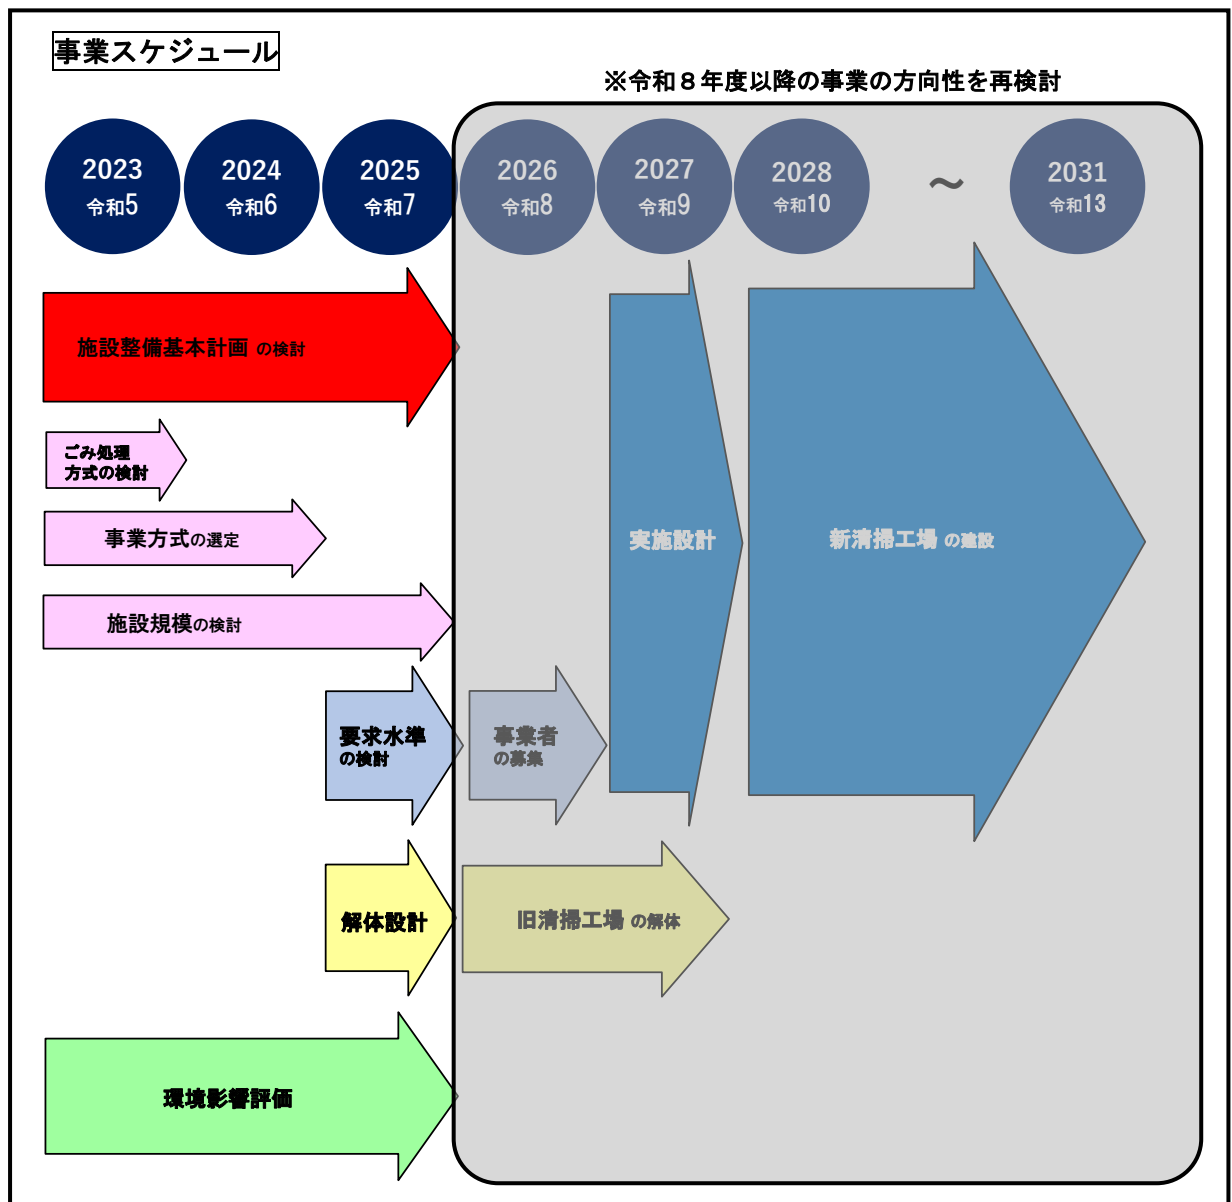 事業スケジュール
※令和８年度以降の事業の方向性を再検討
2023
令和5
2024
令和6
2025
令和7
2026
令和8
2027
令和9
2028
令和10
～
2031
令和13
施設整備基本計画 の検討
ごみ処理
方式の検討
事業方式の選定
施設規模の検討
実施設計
新清掃工場 の建設
要求水準
の検討
事業者
の募集
解体設計
旧清掃工場 の解体
環境影響評価